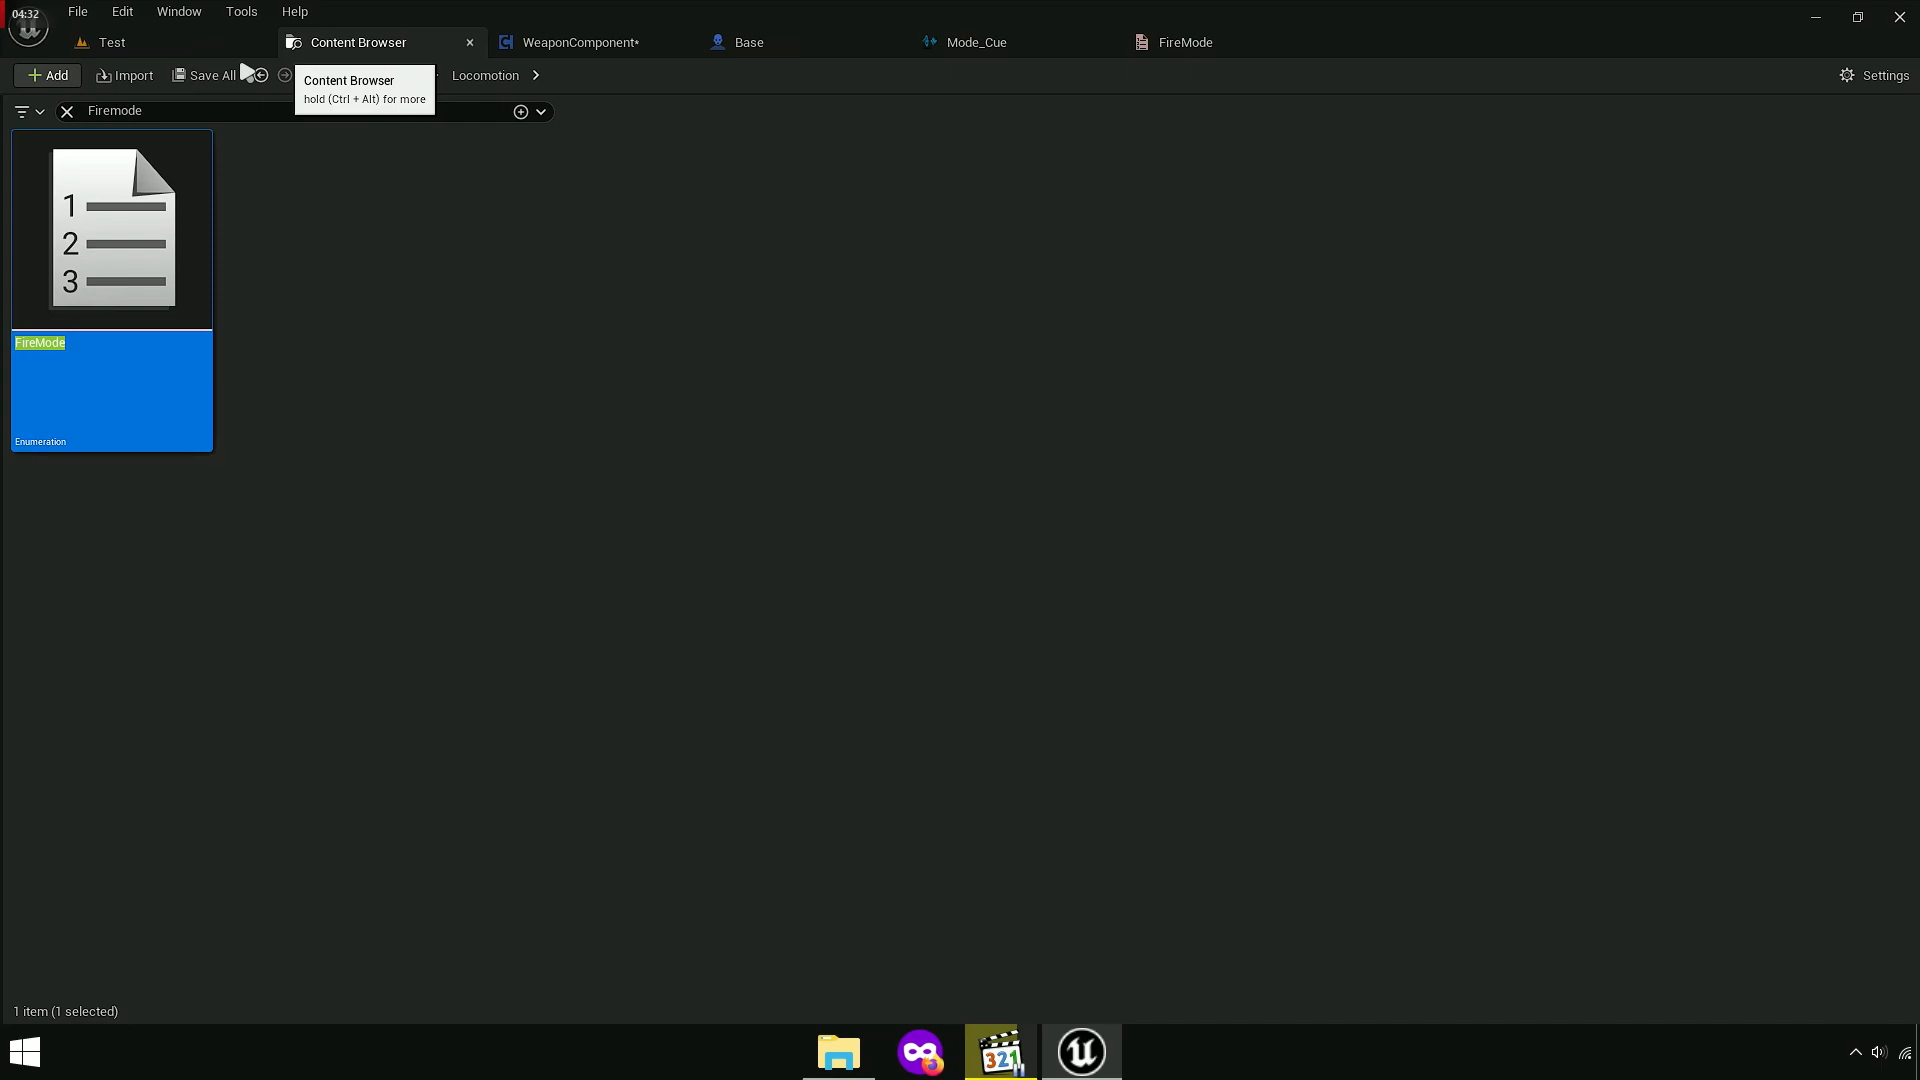 04:32
File Edit Window Tools Help
Test Content Browser WeaponComponent* Base Mode_Cue FireMode
Add Import Save All Locomotion Settings
Content Browser
hold (Ctrl + Alt) for more
Firemode
1
2
3
FireMode
Enumeration
1 item (1 selected)
321